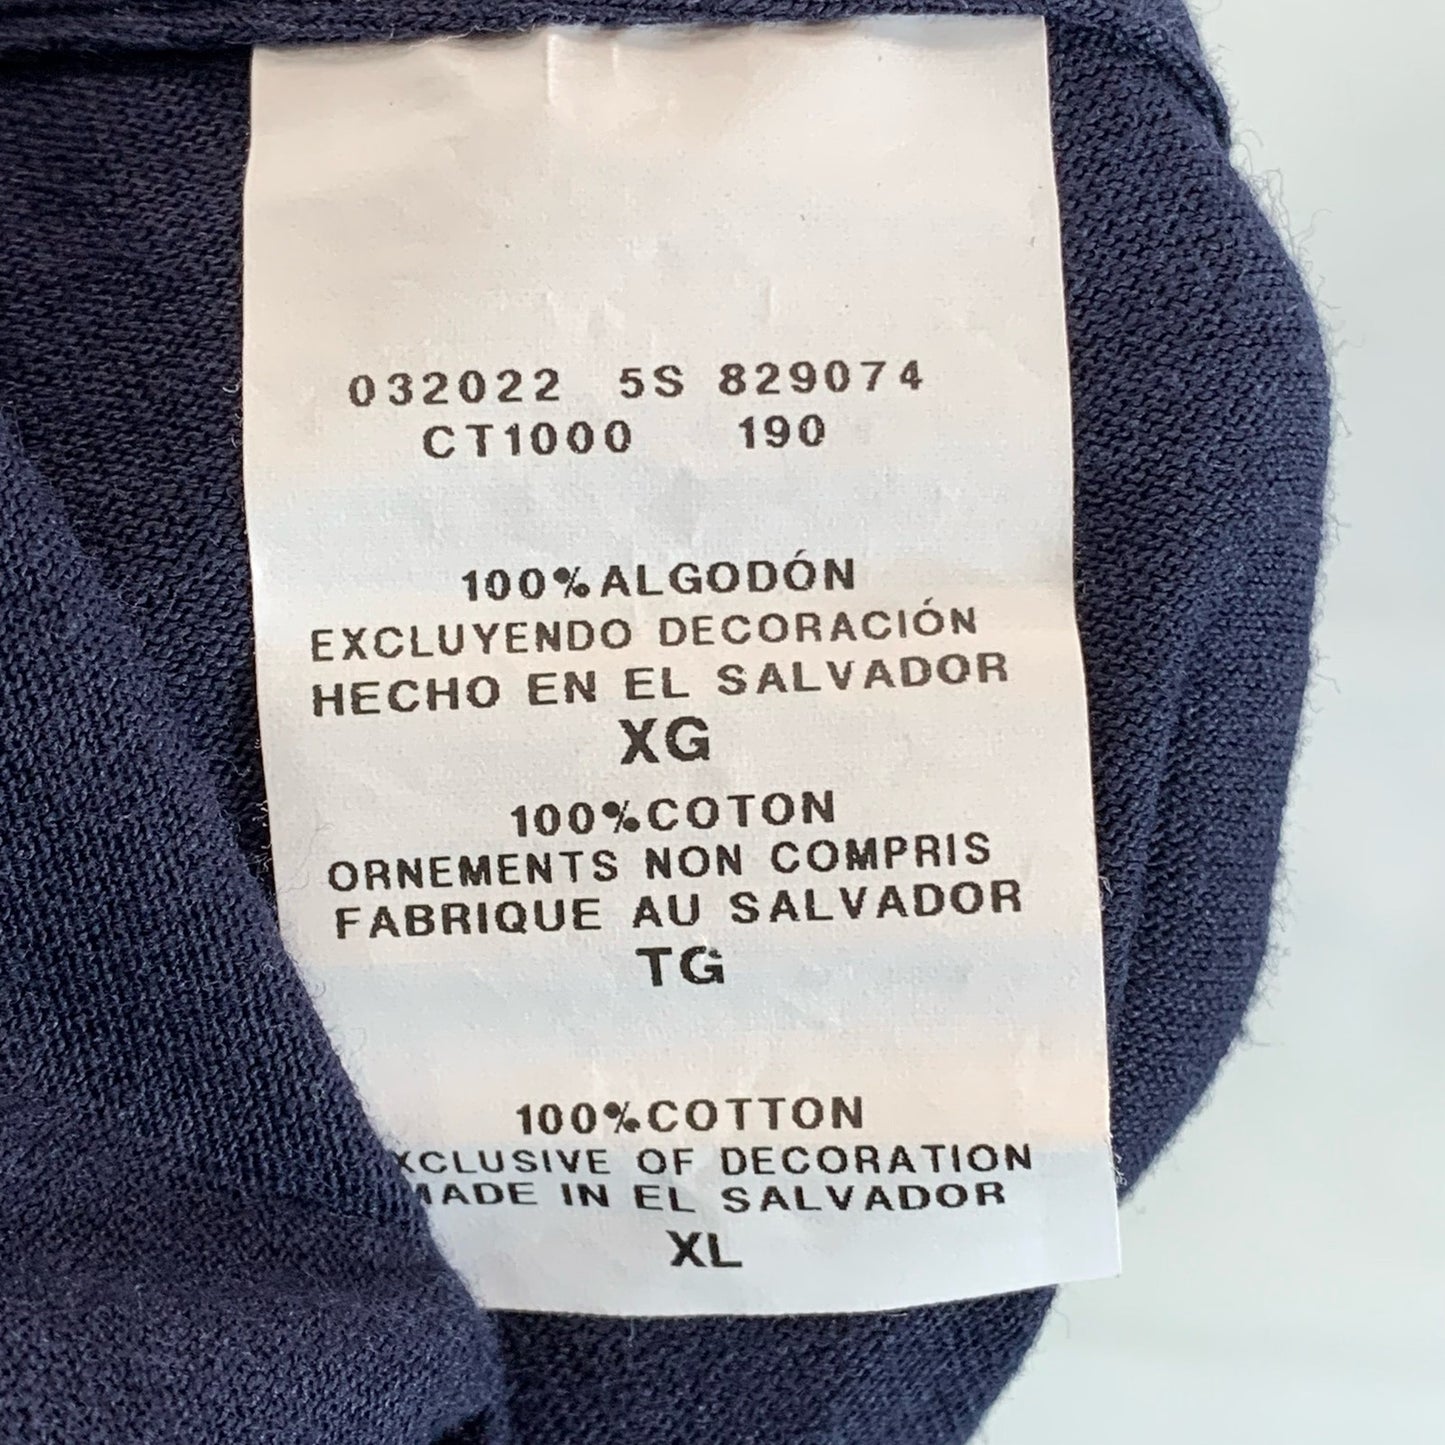 032022 5S 829074
CT1000 190
100% ALGODÓN
EXCLUYENDO DECORACIÓN
HECHO EN EL SALVADOR
XG
100% COTON
ORNEMENTS NON COMPRIS
FABRIQUE AU SALVADOR
TG
100% COTTON
XCLUSIVE OF DECORATION
MADE IN EL SALVADOR
XL